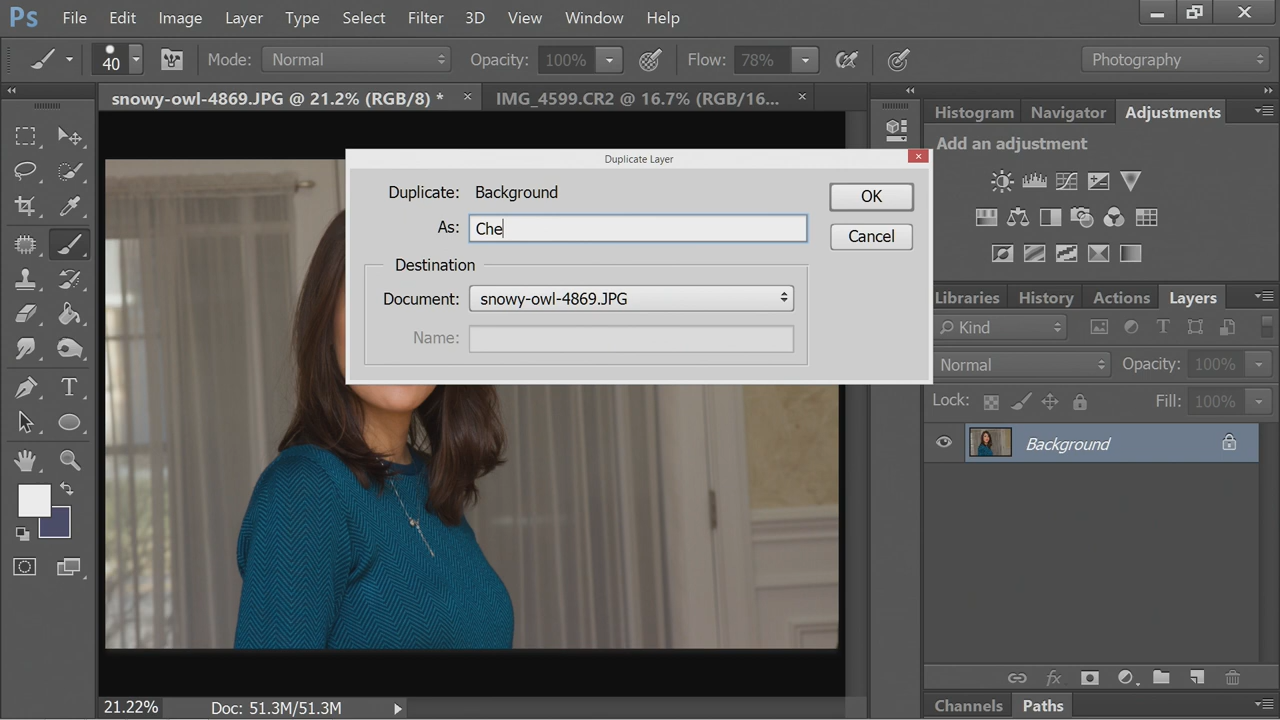 Ps File Edit Image Layer Type Select Filter 3D View Window Help
40 Mode: Normal Opacity: 100% Flow: 78% Photography
snowy-owl-4869.JPG @ 21.2% (RGB/8) * × IMG_4599.CR2 @ 16.7% (RGB/16... ×
Histogram Navigator Adjustments
Add an adjustment
Duplicate Layer
Duplicate: Background
As: Che
OK
Cancel
Destination
Document: snowy-owl-4869.JPG
Name:
Libraries History Actions Layers
Kind
Normal Opacity: 100%
Lock: Fill: 100%
Background
Channels Paths
21.22% Doc: 51.3M/51.3M